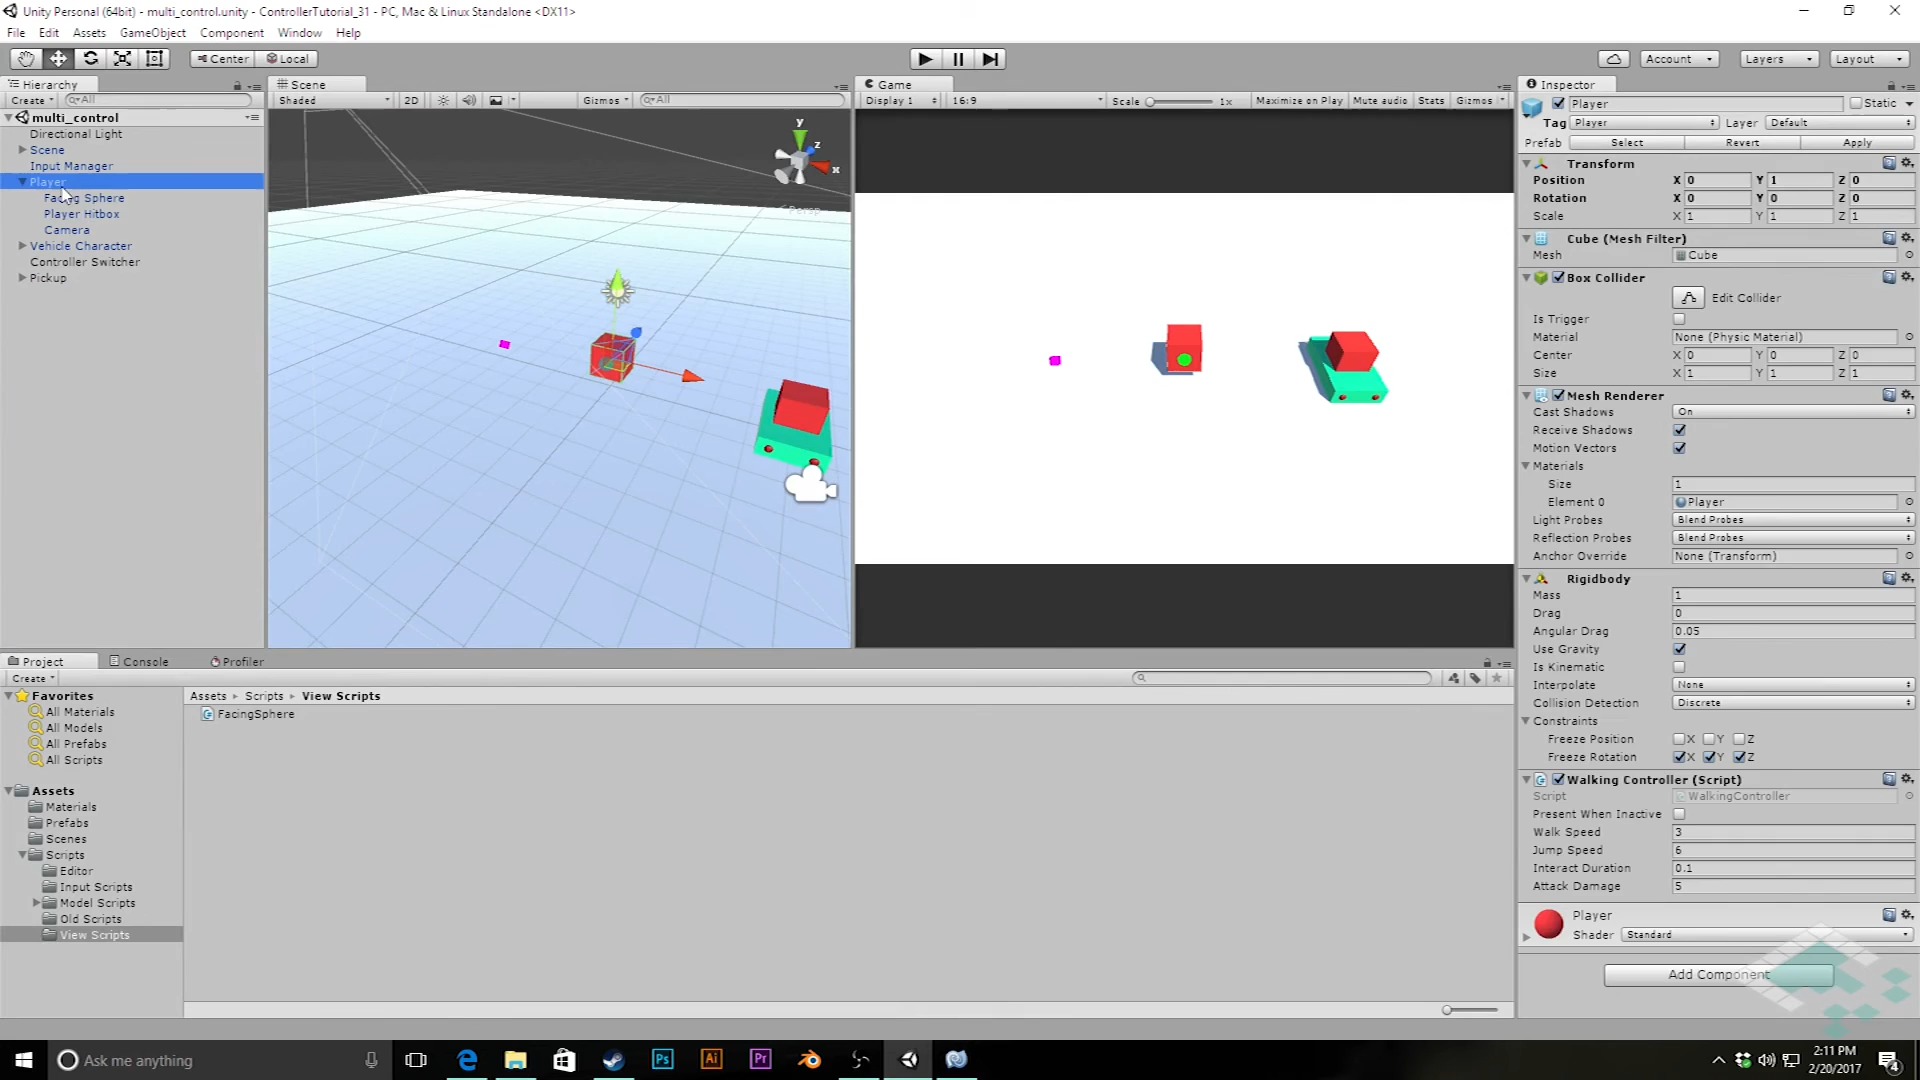 Unity Personal (64bit) - multi_control.unity - ControllerTutorial_31 - PC, Mac & Linux Standalone <DX11>
File Edit Assets GameObject Component Window Help
Center Local Account Layers Layout
Hierarchy
Create All
multi_control
Directional Light
Scene
Input Manager
Player
Facing Sphere
Player Hitbox
Camera
Vehicle Character
Controller Switcher
Pickup
Scene
Shaded 2D Gizmos All
y
z
x
Persp
Game
Display 1 16:9 Scale 1x Maximize on Play Mute audio Stats Gizmos
Inspector
Player Static
Tag Player Layer Default
Prefab Select Revert Apply
Transform
Position X 0 Y 1 Z 0
Rotation X 0 Y 0 Z 0
Scale X 1 Y 1 Z 1
Cube (Mesh Filter)
Mesh Cube
Box Collider
Edit Collider
Is Trigger
Material None (Physic Material)
Center X 0 Y 0 Z 0
Size X 1 Y 1 Z 1
Mesh Renderer
Cast Shadows On
Receive Shadows
Motion Vectors
Materials
Size 1
Element 0 Player
Light Probes Blend Probes
Reflection Probes Blend Probes
Anchor Override None (Transform)
Rigidbody
Mass 1
Drag 0
Angular Drag 0.05
Use Gravity
Is Kinematic
Interpolate None
Collision Detection Discrete
Constraints
Freeze Position X Y Z
Freeze Rotation X Y Z
Walking Controller (Script)
Script WalkingController
Present When Inactive
Walk Speed 3
Jump Speed 6
Interact Duration 0.1
Attack Damage 5
Player
Shader Standard
Add Component
Project Console Profiler
Create
Favorites
All Materials
All Models
All Prefabs
All Scripts
Assets
Materials
Prefabs
Scenes
Scripts
Editor
Input Scripts
Model Scripts
Old Scripts
View Scripts
Assets Scripts View Scripts
FacingSphere
Ask me anything
Ps Ai Pr
2:11 PM
2/20/2017
4